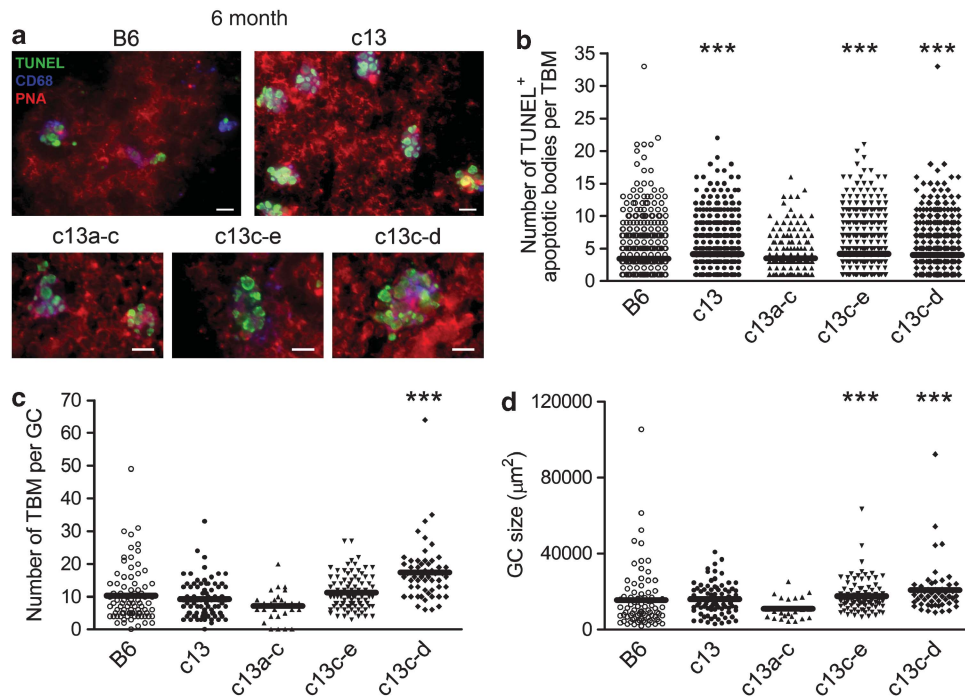 6 month
a
B6
c13
TUNEL
CD68
PNA
c13a-c
c13c-e
c13c-d
b
Number of TUNEL+
apoptotic bodies per TBM
35
30
25
20
15
10
5
0
*** *** ***
B6 c13 c13a-c c13c-e c13c-d
c
Number of TBM per GC
70
60
50
40
30
20
10
0
***
B6 c13 c13a-c c13c-e c13c-d
d
GC size (μm²)
120000
80000
40000
0
*** ***
B6 c13 c13a-c c13c-e c13c-d